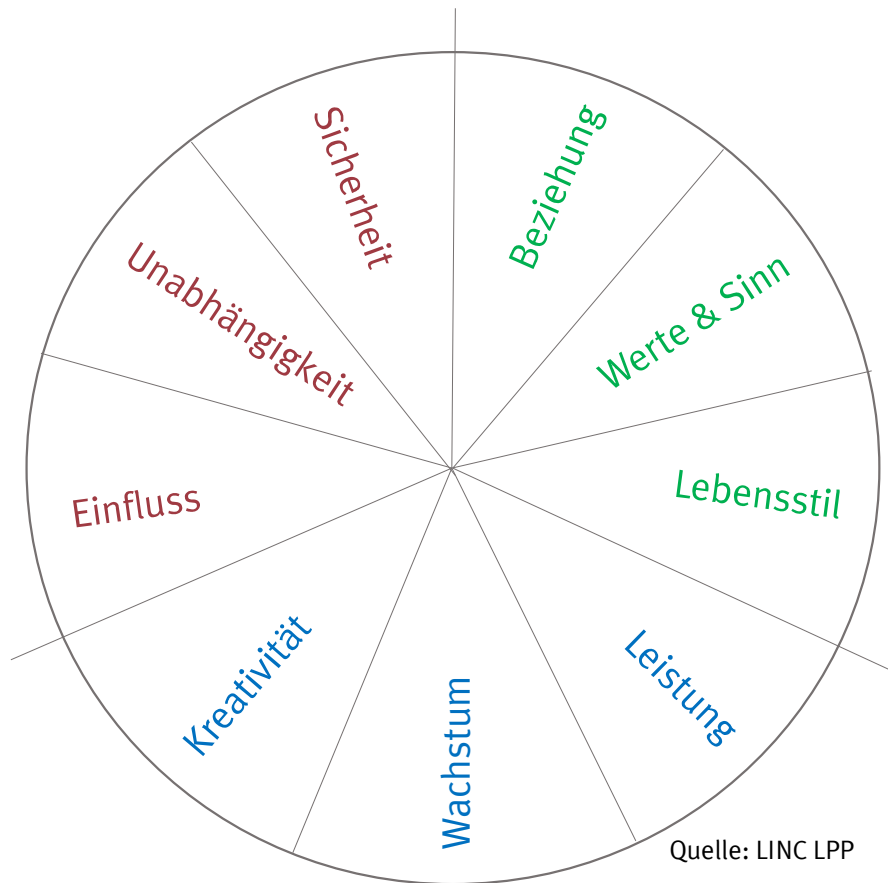 Sicherheit
Beziehung
Unabhängigkeit
Werte & Sinn
Einfluss
Lebensstil
Kreativität
Wachstum
Leistung
Quelle: LINC LPP